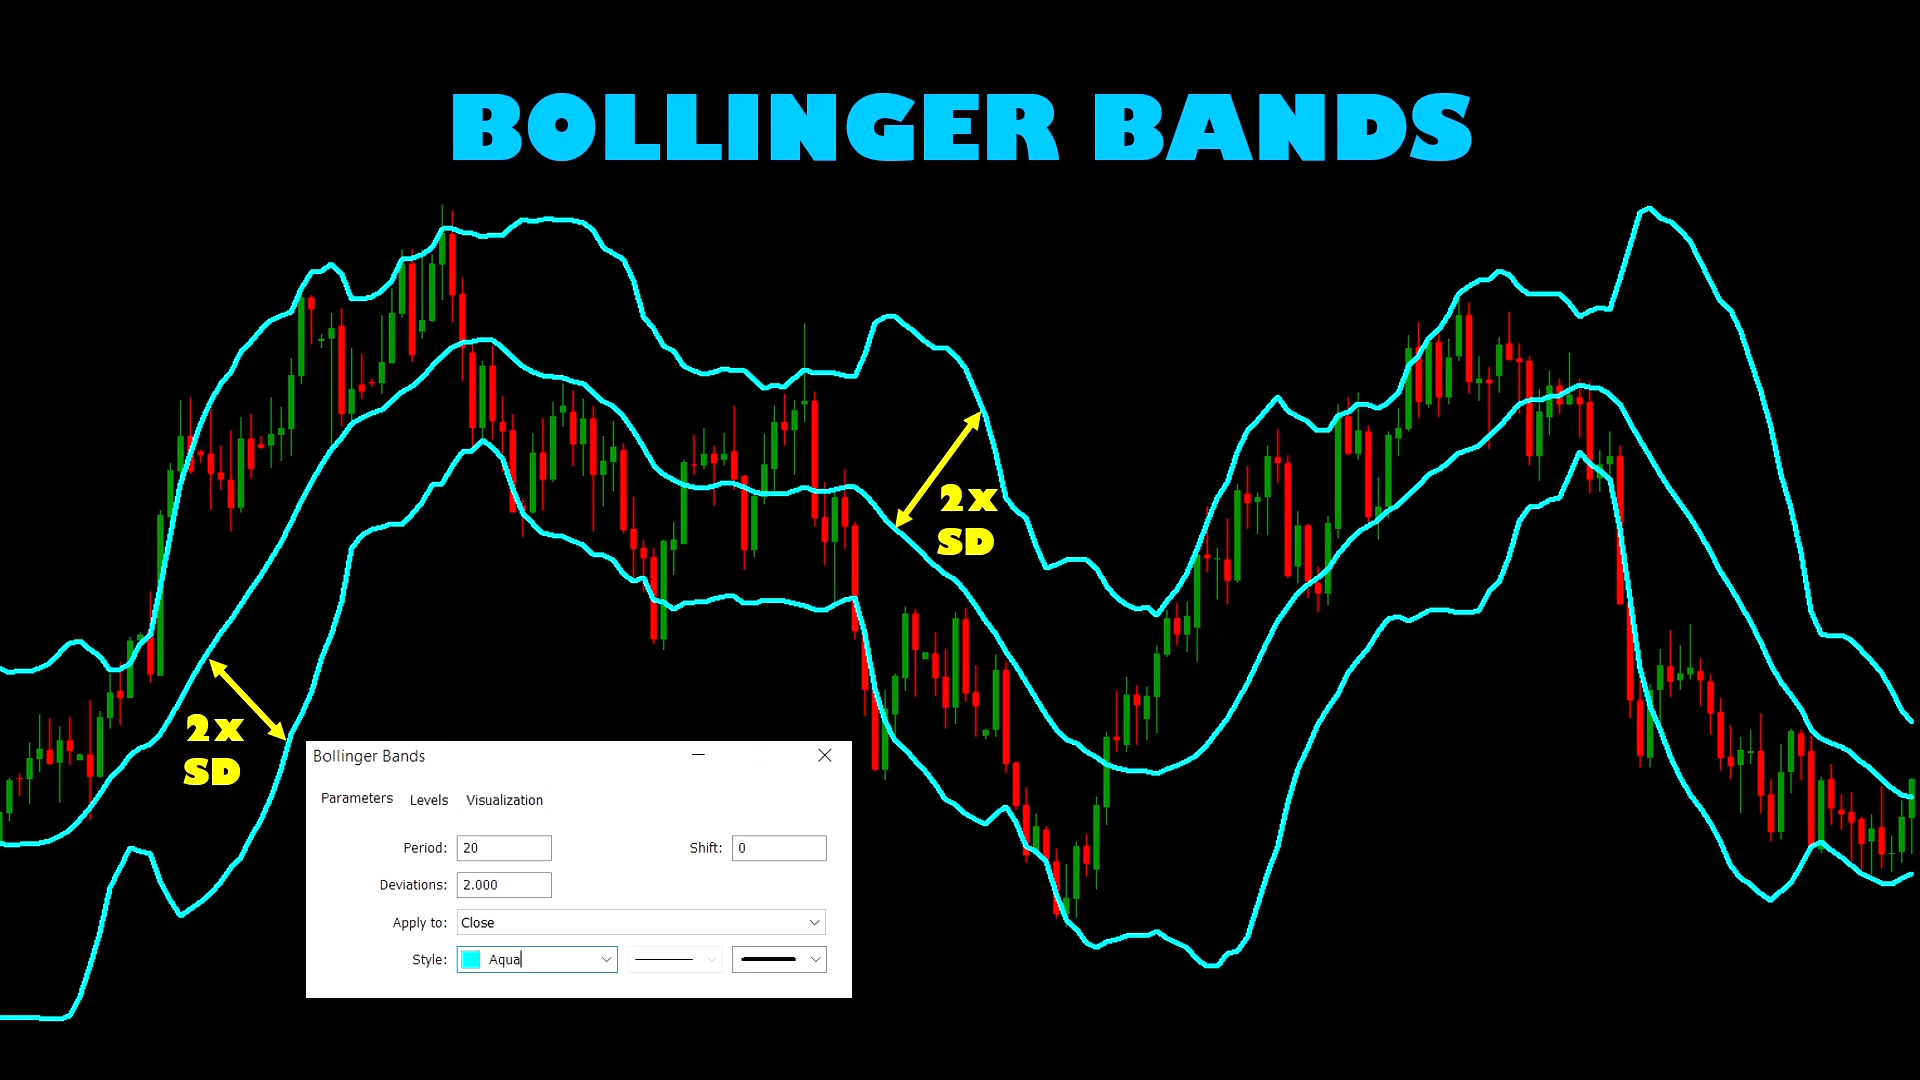 BOLLINGER BANDS
2x
SD
2x
SD
Bollinger Bands
Parameters Levels Visualization
Period: 20 Shift: 0
Deviations: 2.000
Apply to: Close
Style: Aqua